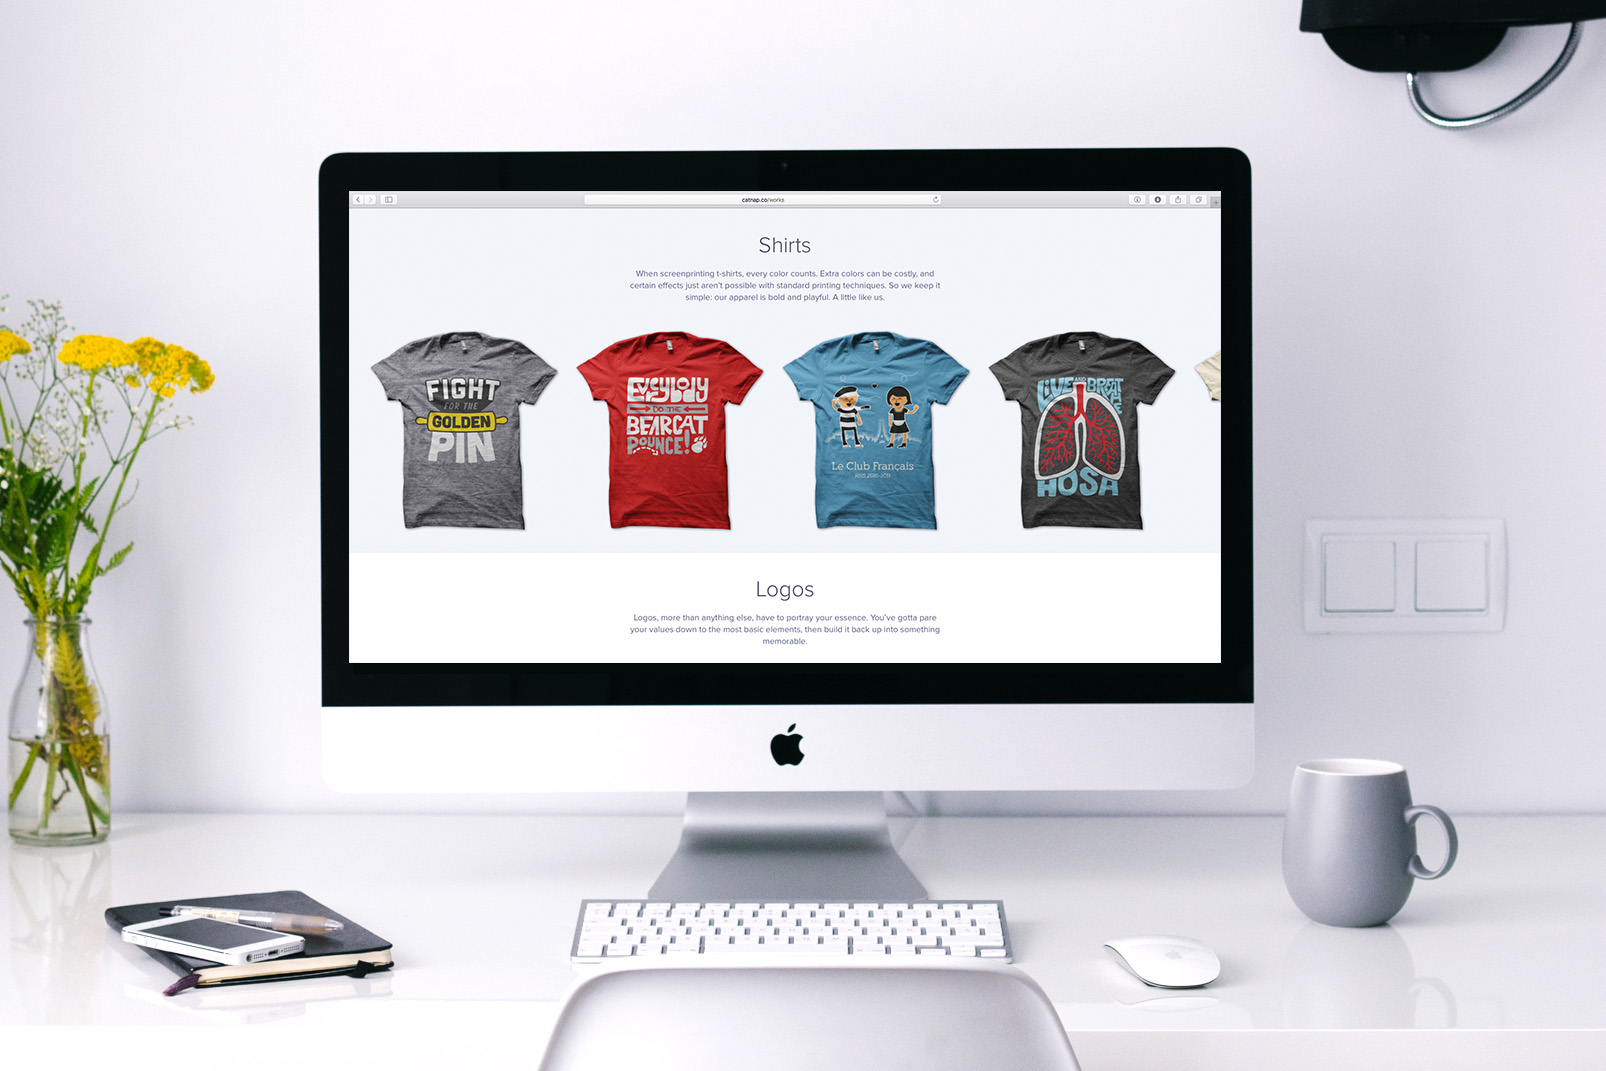 catnap.co/works
Shirts
When screenprinting t-shirts, every color counts. Extra colors can be costly, and
certain effects just aren't possible with standard printing techniques. So we keep it
simple: our apparel is bold and playful. A little like us.
FIGHT
FOR THE
GOLDEN
PIN
EVERYBODY
DO THE
BEARCAT
POUNCE!
Le Club Français
LIVE AND BREATHE
HOSA
Logos
Logos, more than anything else, have to portray your essence. You've gotta pare
your values down to the most basic elements, then build it back up into something
memorable.